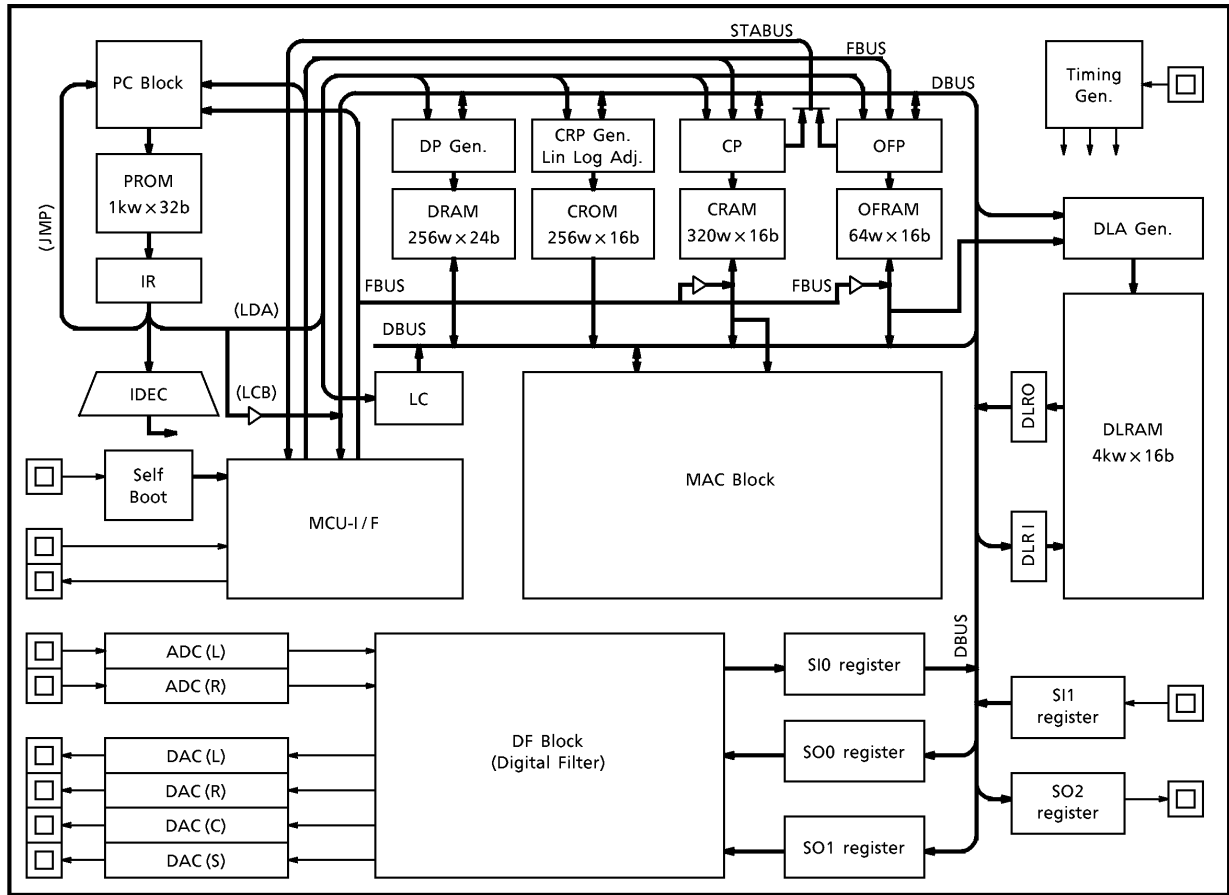 STABUS
FBUS
DBUS
PC Block
Timing
Gen.
DP Gen.
CRP Gen.
Lin Log Adj.
CP
OFP
PROM
1kw×32b
(JMP)
DRAM
256w×24b
CROM
256w×16b
CRAM
320w×16b
OFRAM
64w×16b
DLA Gen.
IR
FBUS
FBUS
(LDA)
DBUS
IDEC
(LCB)
LC
DLRO
DLRAM
4kw×16b
Self
Boot
MAC Block
MCU-I/F
DLRI
DBUS
ADC(L)
ADC(R)
SI0 register
SI1
register
DF Block
(Digital Filter)
SO0 register
DAC(L)
DAC(R)
DAC(C)
DAC(S)
SO2
register
SO1 register